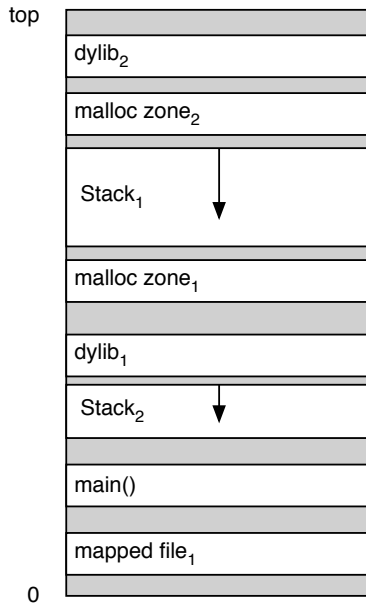 top
dylib₂
malloc zone₂
Stack₁
malloc zone₁
dylib₁
Stack₂
main()
mapped file₁
0